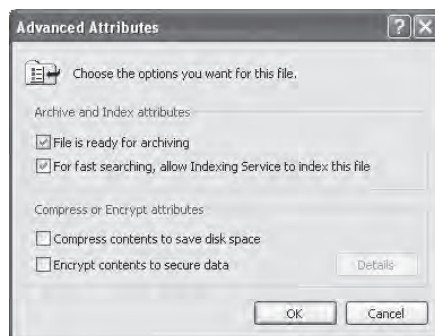 Advanced Attributes
Choose the options you want for this file.
Archive and Index attributes
File is ready for archiving
For fast searching, allow Indexing Service to index this file
Compress or Encrypt attributes
Compress contents to save disk space
Encrypt contents to secure data
Details
OK Cancel